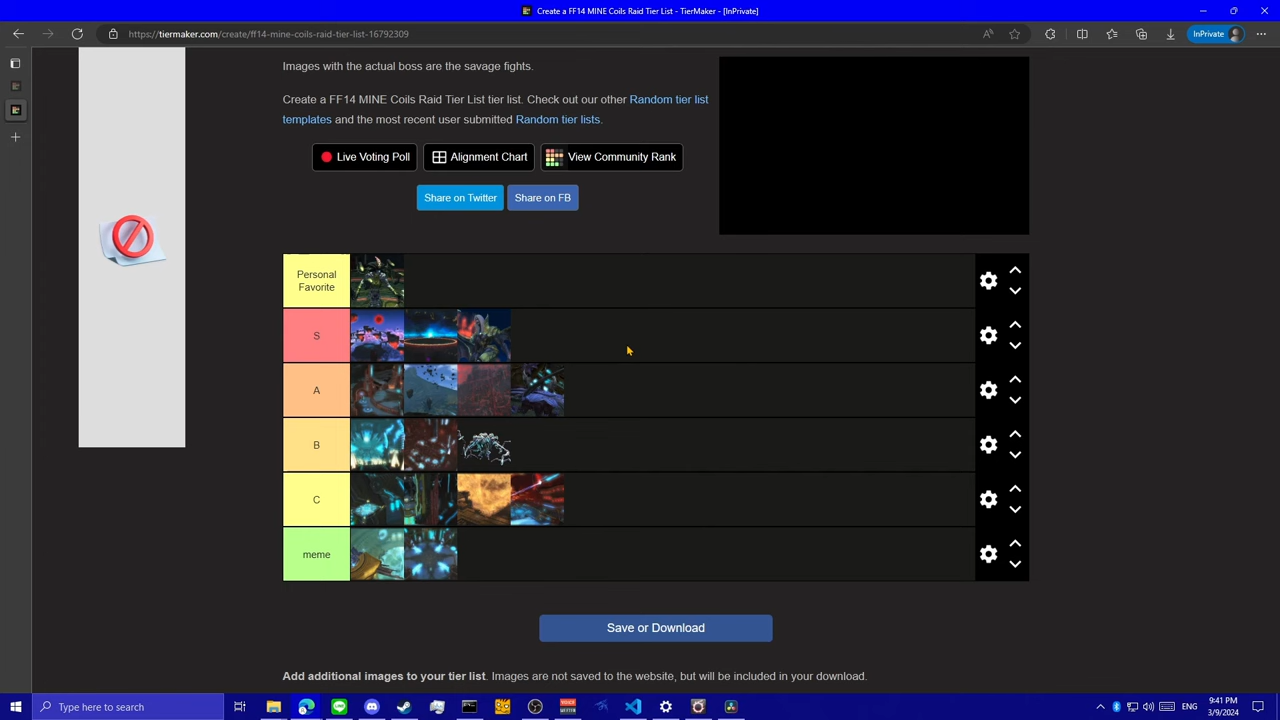 Create a FF14 MINE Coils Raid Tier List - TierMaker - [InPrivate]
https://tiermaker.com/create/ff14-mine-coils-raid-tier-list-16792309
InPrivate
Images with the actual boss are the savage fights.
Create a FF14 MINE Coils Raid Tier List tier list. Check out our other Random tier list
templates and the most recent user submitted Random tier lists.
Live Voting Poll
Alignment Chart
View Community Rank
Share on Twitter
Share on FB
Personal
Favorite
S
A
B
C
meme
Save or Download
Add additional images to your tier list. Images are not saved to the website, but will be included in your download.
Type here to search
ENG
9:41 PM
3/9/2024